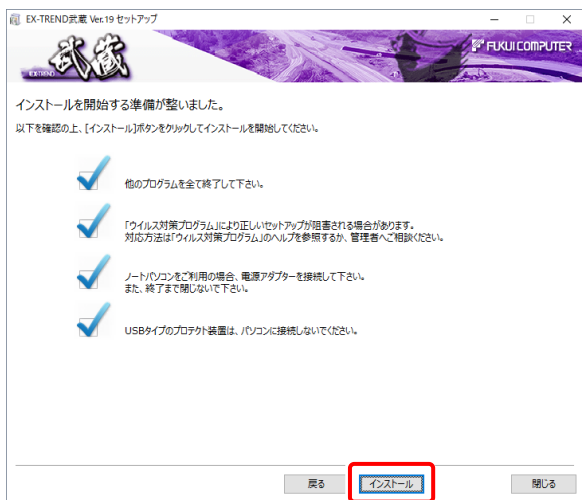 EX-TREND武蔵 Ver.19 セットアップ
EX-TREND
武蔵
FUKUI COMPUTER
インストールを開始する準備が整いました。
以下を確認の上、[インストール]ボタンをクリックしてインストールを開始してください。
他のプログラムを全て終了して下さい。
「ウイルス対策プログラム」により正しいセットアップが阻害される場合があります。
対応方法は「ウィルス対策プログラム」のヘルプを参照するか、管理者へご相談ください。
ノートパソコンをご利用の場合、電源アダプターを接続して下さい。
また、終了まで閉じないで下さい。
USBタイプのプロテクト装置は、パソコンに接続しないでください。
戻る
インストール
閉じる